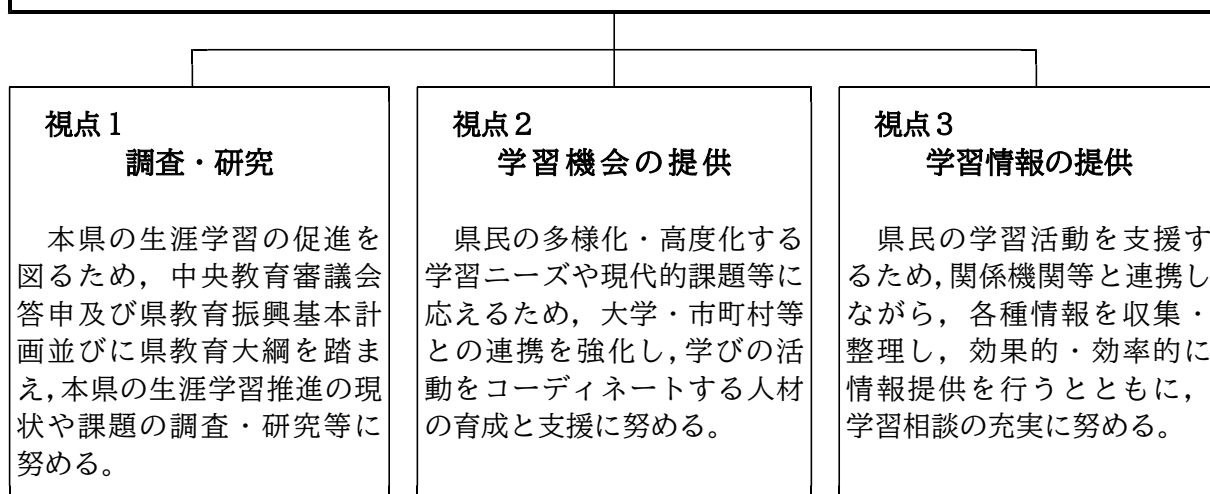 視点1
調査・研究
本県の生涯学習の促進を
図るため，中央教育審議会
答申及び県教育振興基本計
画並びに県教育大綱を踏ま
え,本県の生涯学習推進の現
状や課題の調査・研究等に
努める。
視点2
学習機会の提供
県民の多様化・高度化する
学習ニーズや現代的課題等に
応えるため，大学・市町村等
との連携を強化し,学びの活
動をコーディネートする人材
の育成と支援に努める。
視点3
学習情報の提供
県民の学習活動を支援す
るため,関係機関等と連携し
ながら，各種情報を収集・
整理し，効果的・効率的に
情報提供を行うとともに，
学習相談の充実に努める。